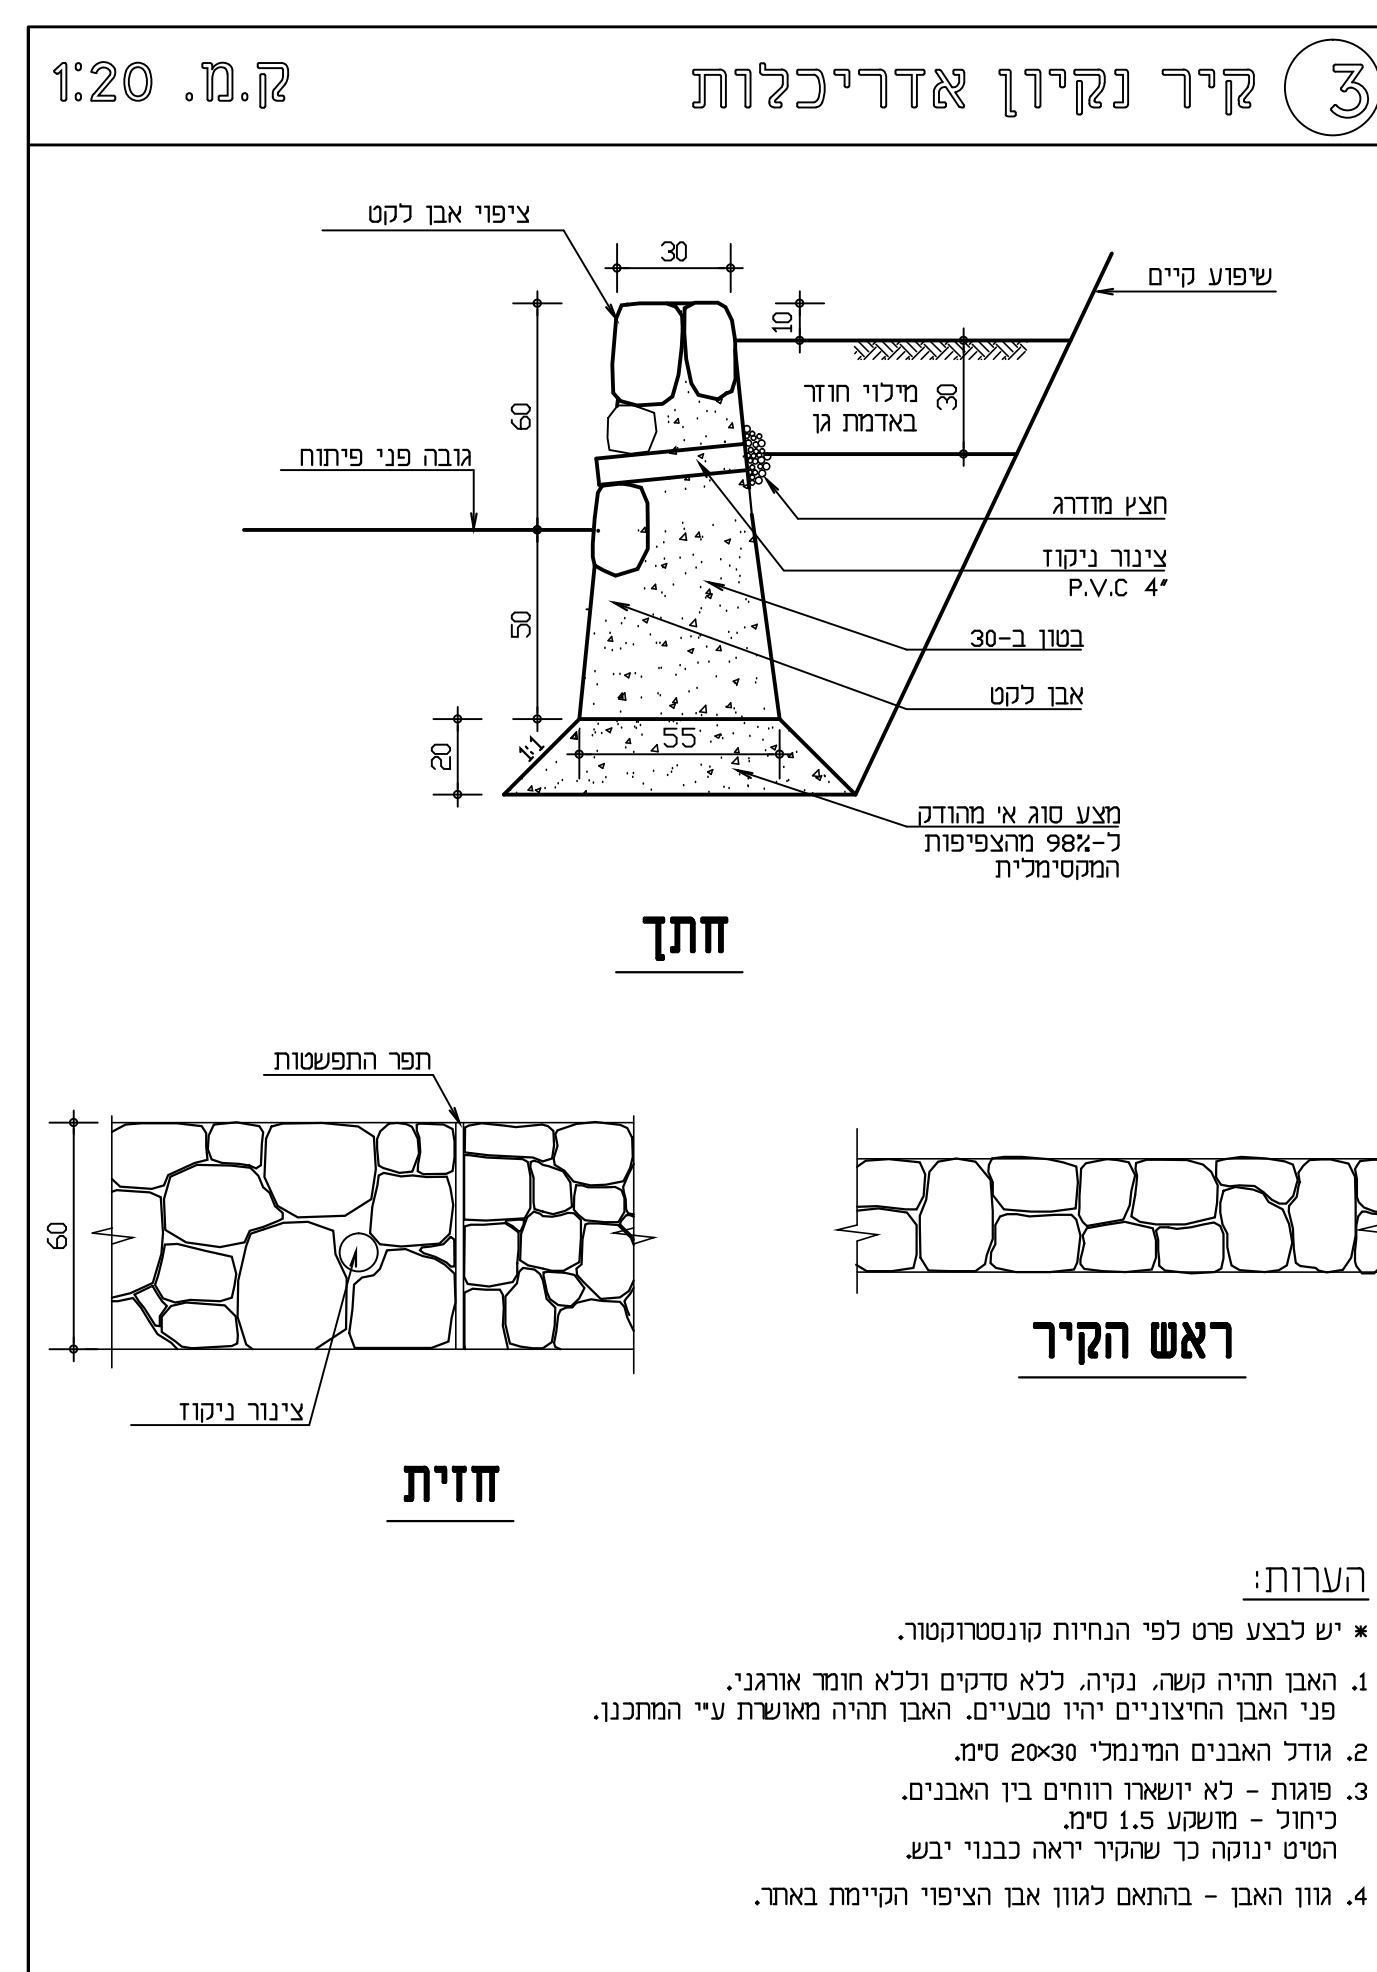 3 קיר נקיון אדריכלות ק.מ. 1:20
ציפוי אבן לקט
30
שיפוע קיים
10
60
30
מילוי חוזר
באדמת גן
גובה פני פיתוח
חצץ מודרג
צינור ניקוז
P.V.C 4"
50
בטון ב-30
אבן לקט
20
1:1
55
מצע סוג א' מהודק
ל-98% מהצפיפות
המקסימלית
חתך
תפר התפשטות
60
צינור ניקוז
חזית
ראש הקיר
הערות:
* יש לבצע פרט לפי הנחיות קונסטרוקטור.
1. האבן תהיה קשה, נקיה, ללא סדקים וללא חומר אורגני.
פני האבן החיצוניים יהיו טבעיים. האבן תהיה מאושרת ע"י המתכנן.
2. גודל האבנים המינמלי 20x30 ס"מ.
3. פוגות - לא יושארו רווחים בין האבנים.
כיחול - מושקע 1.5 ס"מ.
הטיט ינוקה כך שהקיר יראה כבנוי יבש.
4. גוון האבן - בהתאם לגוון אבן הציפוי הקיימת באתר.